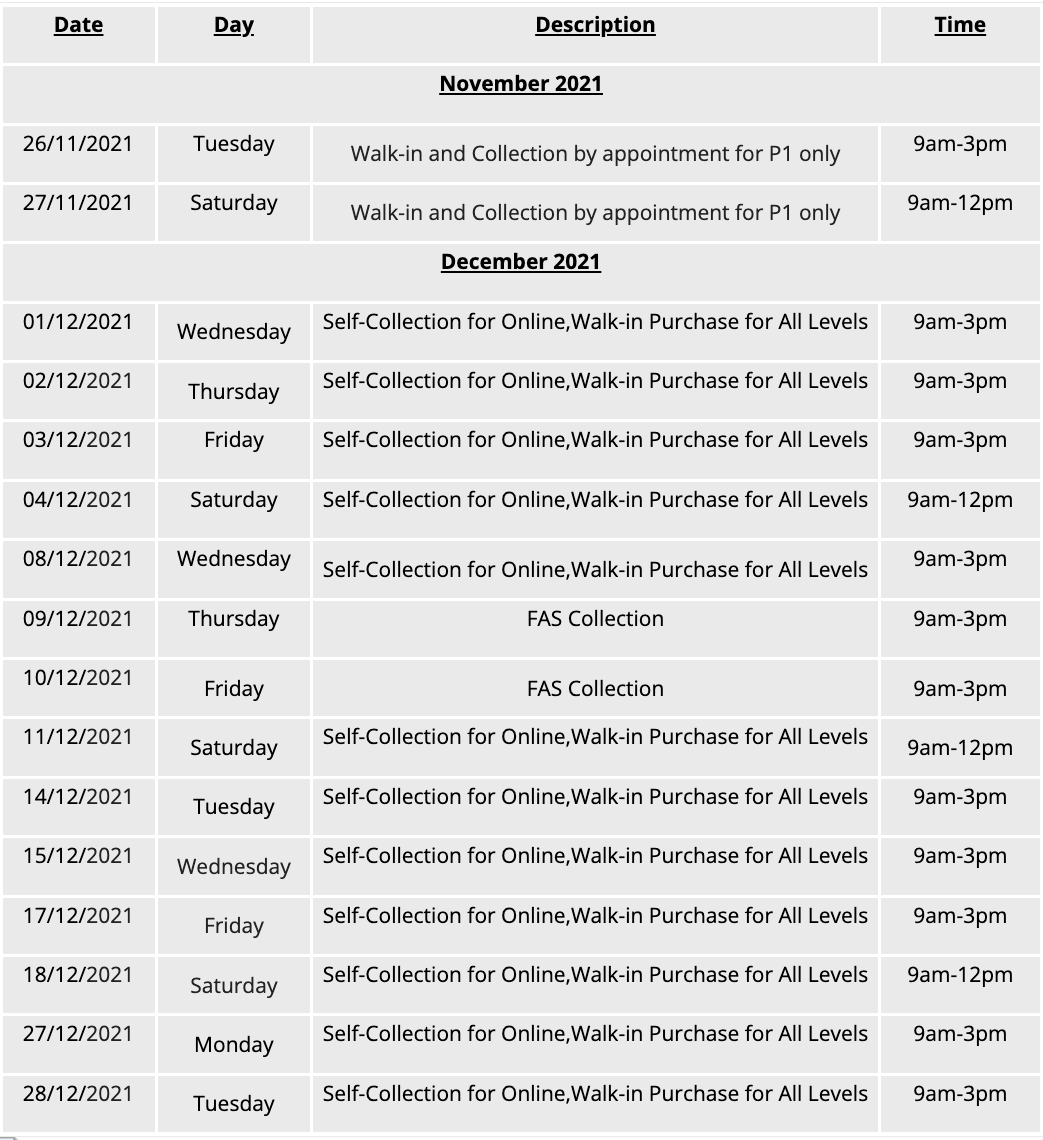 Date Day Description Time
November 2021
26/11/2021 Tuesday Walk-in and Collection by appointment for P1 only 9am-3pm
27/11/2021 Saturday Walk-in and Collection by appointment for P1 only 9am-12pm
December 2021
01/12/2021 Wednesday Self-Collection for Online,Walk-in Purchase for All Levels 9am-3pm
02/12/2021 Thursday Self-Collection for Online,Walk-in Purchase for All Levels 9am-3pm
03/12/2021 Friday Self-Collection for Online,Walk-in Purchase for All Levels 9am-3pm
04/12/2021 Saturday Self-Collection for Online,Walk-in Purchase for All Levels 9am-12pm
08/12/2021 Wednesday Self-Collection for Online,Walk-in Purchase for All Levels 9am-3pm
09/12/2021 Thursday FAS Collection 9am-3pm
10/12/2021 Friday FAS Collection 9am-3pm
11/12/2021 Saturday Self-Collection for Online,Walk-in Purchase for All Levels 9am-12pm
14/12/2021 Tuesday Self-Collection for Online,Walk-in Purchase for All Levels 9am-3pm
15/12/2021 Wednesday Self-Collection for Online,Walk-in Purchase for All Levels 9am-3pm
17/12/2021 Friday Self-Collection for Online,Walk-in Purchase for All Levels 9am-3pm
18/12/2021 Saturday Self-Collection for Online,Walk-in Purchase for All Levels 9am-12pm
27/12/2021 Monday Self-Collection for Online,Walk-in Purchase for All Levels 9am-3pm
28/12/2021 Tuesday Self-Collection for Online,Walk-in Purchase for All Levels 9am-3pm